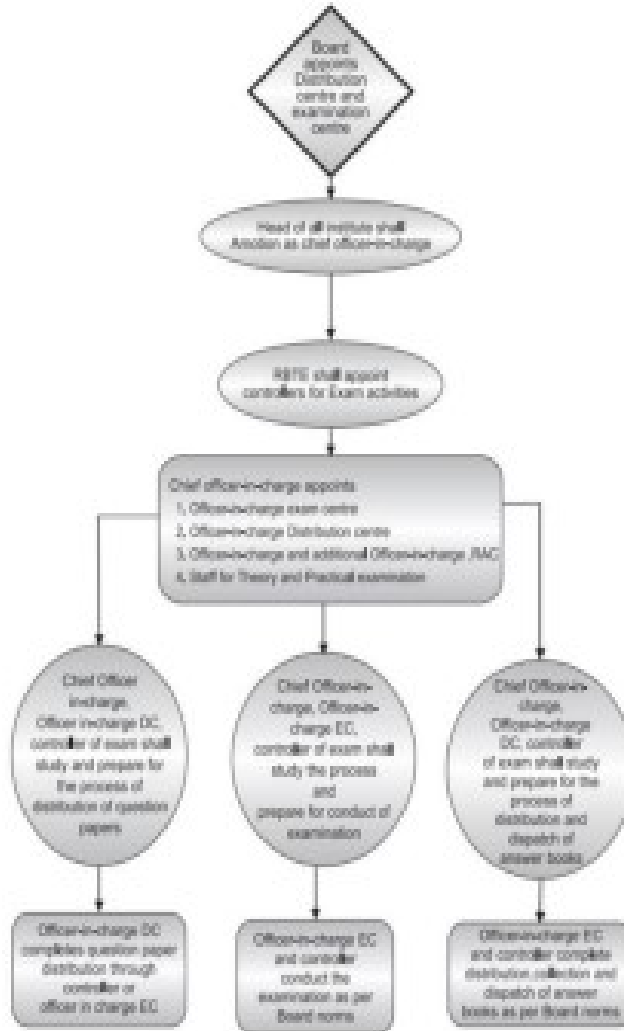 Board
appoints
Distribution
centre and
examination
centre
Head of all institute shall
Amotion as chief officer-in-charge
RBTE shall appoint
controllers for Exam activities
Chief officer-in-charge appoints
1. Officer-in-charge exam centre
2. Officer-in-charge Distribution centre
3. Officer-in-charge and additional Officer-in-charge
4. Staff for Theory and Practical examination
Chief Officer
in-charge,
Officer in-charge DC,
controller of exam shall
study and prepare for
the process of
distribution of question
papers
Chief Officer-in-
charge, Officer-in-
charge EC,
controller of exam shall
study the process
and
prepare for conduct of
examination
Chief Officer-in-
charge,
Officer-in-charge
DC, controller
of exam shall study
and prepare for the
process of
distribution and
dispatch of
answer books
Officer-in-charge DC
completes question paper
distribution through
controller or
officer in charge EC
Officer-in-charge EC
and controller
conduct the
examination as per
Board norms
Officer-in-charge EC
and controller complete
distribution,collection and
dispatch of answer
books as per Board norms